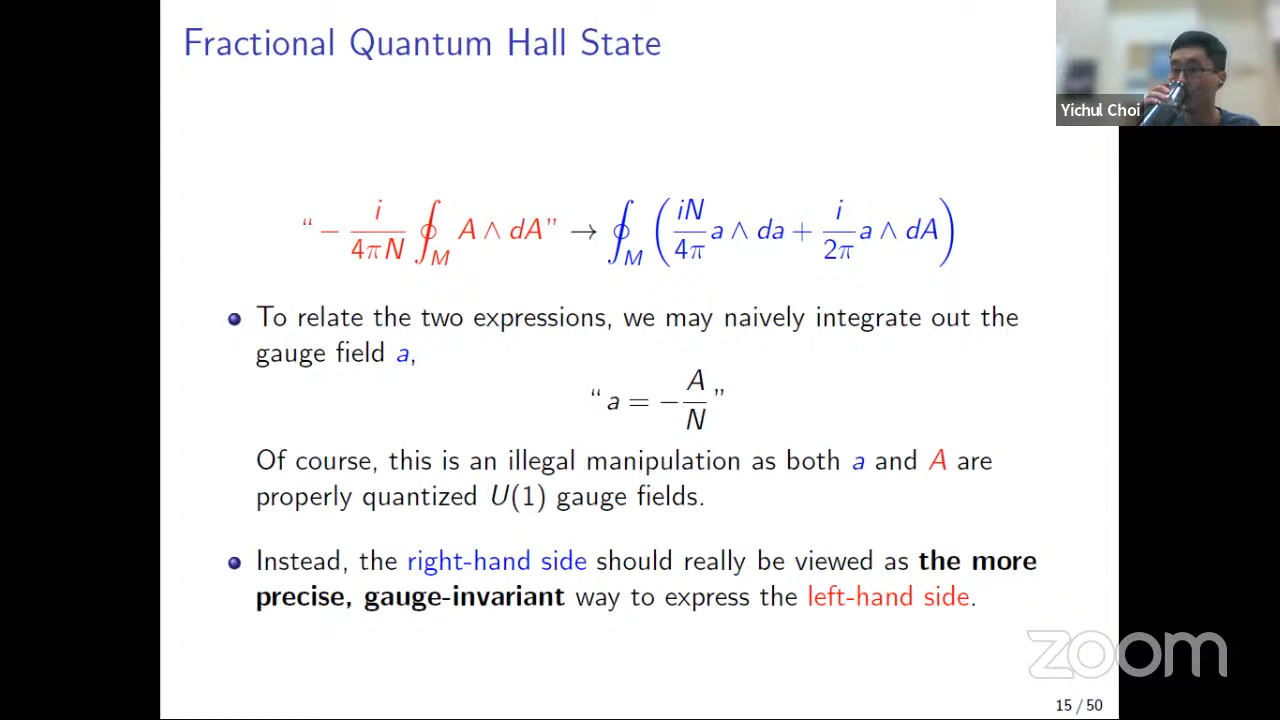 Fractional Quantum Hall State
Yichul Choi
“ − i/4πN ∮_M A ∧ dA ” → ∮_M ( iN/4π a ∧ da + i/2π a ∧ dA )
To relate the two expressions, we may naively integrate out the
gauge field a,
“ a = − A/N ”
Of course, this is an illegal manipulation as both a and A are
properly quantized U(1) gauge fields.
Instead, the right-hand side should really be viewed as the more
precise, gauge-invariant way to express the left-hand side.
zoom
15 / 50